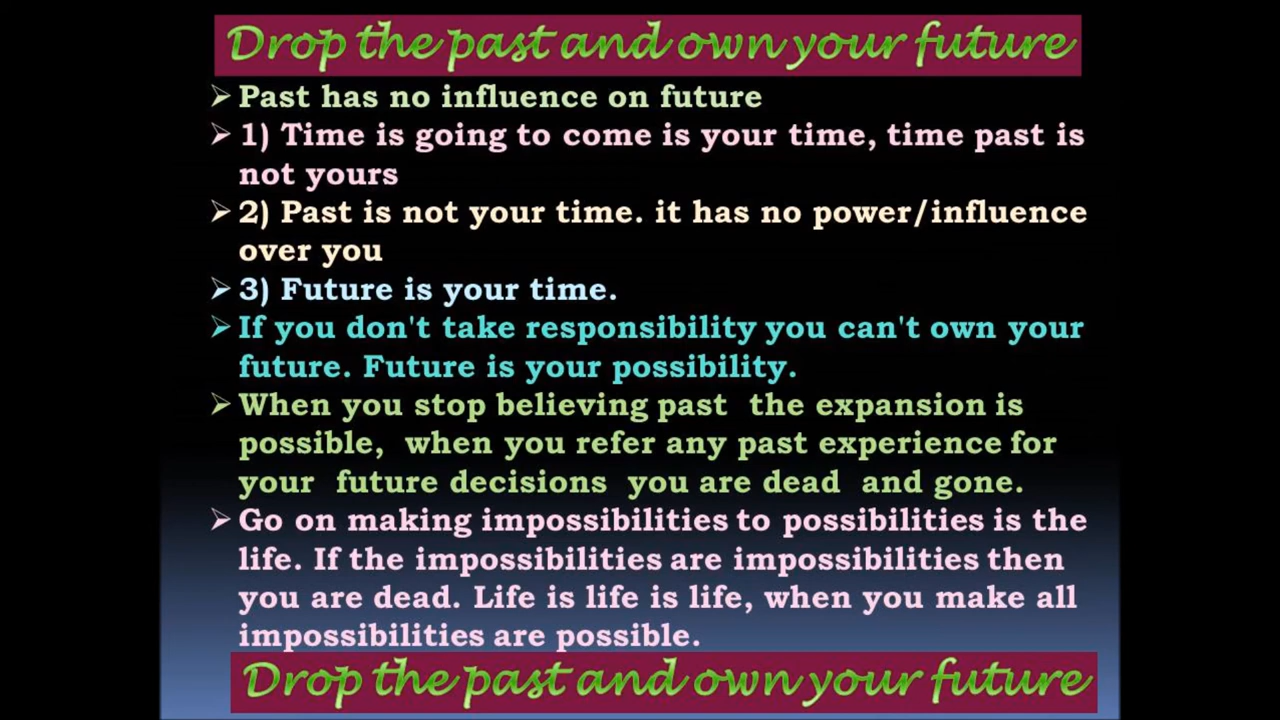 Drop the past and own your future
➢ Past has no influence on future
➢ 1) Time is going to come is your time, time past is
not yours
➢ 2) Past is not your time. it has no power/influence
over you
➢ 3) Future is your time.
➢ If you don't take responsibility you can't own your
future. Future is your possibility.
➢ When you stop believing past  the expansion is
possible,  when you refer any past experience for
your  future decisions  you are dead  and gone.
➢ Go on making impossibilities to possibilities is the
life. If the impossibilities are impossibilities then
you are dead. Life is life is life, when you make all
impossibilities are possible.
Drop the past and own your future